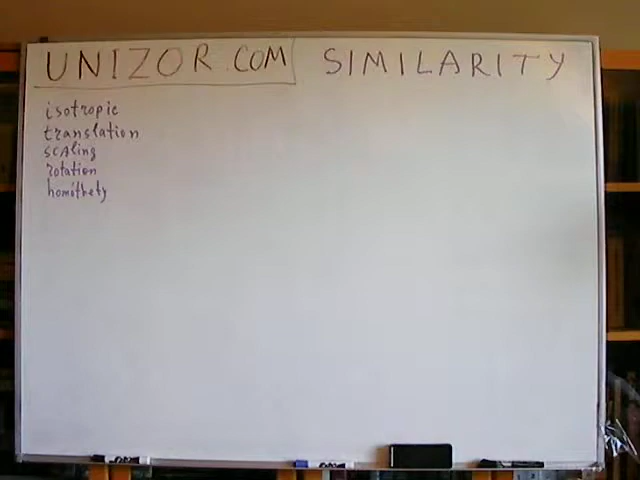 UNIZOR.COM SIMILARITY
isotropic
translation
scaling
rotation
homothety